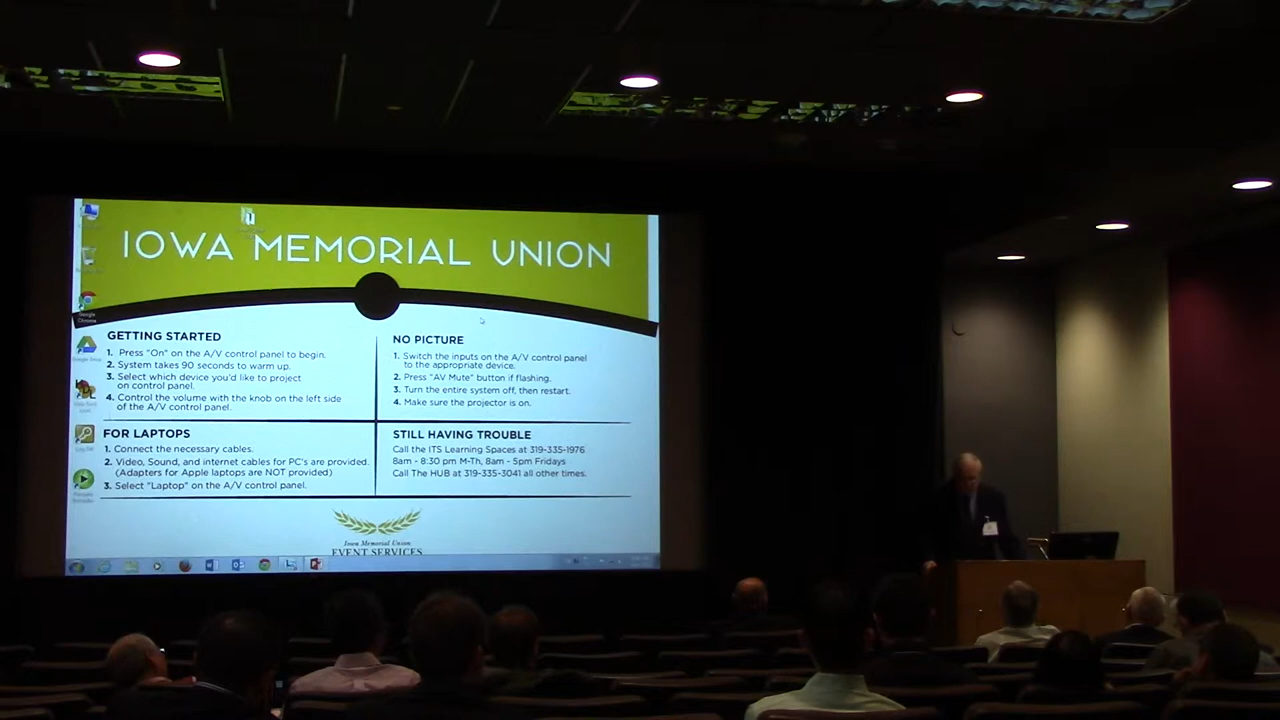 IOWA MEMORIAL UNION
GETTING STARTED
1. Press "On" on the A/V control panel to begin.
2. System takes 90 seconds to warm up.
3. Select which device you'd like to project
on control panel.
4. Control the volume with the knob on the left side
of the A/V control panel.
NO PICTURE
1. Switch the inputs on the A/V control panel
to the appropriate device.
2. Press "AV Mute" button if flashing.
3. Turn the entire system off, then restart.
4. Make sure the projector is on.
FOR LAPTOPS
1. Connect the necessary cables.
2. Video, Sound, and internet cables for PC's are provided.
(Adapters for Apple laptops are NOT provided)
3. Select "Laptop" on the A/V control panel.
STILL HAVING TROUBLE
Call the ITS Learning Spaces at 319-335-1976
8am - 8:30 pm M-Th, 8am - 5pm Fridays
Call The HUB at 319-335-3041 all other times.
Iowa Memorial Union
EVENT SERVICES
Google
Chrome
Google Drive